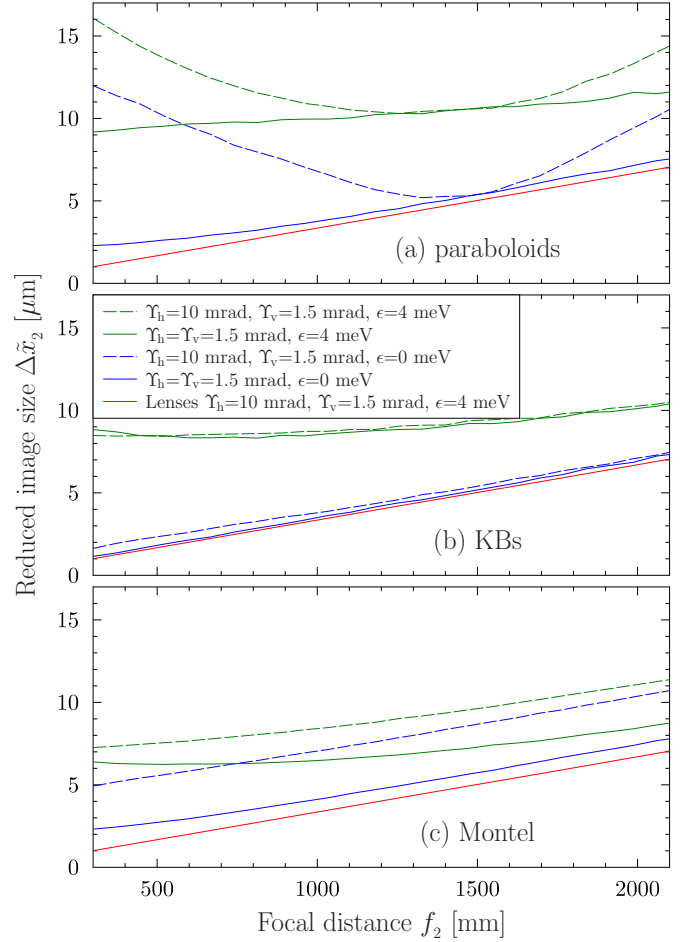 15
10
5
0
(a) paraboloids
15
10
5
0
ϒh=10 mrad, ϒv=1.5 mrad, ϵ=4 meV
ϒh=ϒv=1.5 mrad, ϵ=4 meV
ϒh=10 mrad, ϒv=1.5 mrad, ϵ=0 meV
ϒh=ϒv=1.5 mrad, ϵ=0 meV
Lenses ϒh=10 mrad, ϒv=1.5 mrad, ϵ=4 meV
(b) KBs
Reduced image size Δx̃₂ [μm]
15
10
5
0
(c) Montel
500 1000 1500 2000
Focal distance f₂ [mm]